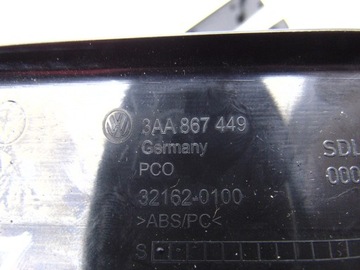 3AA 867 449
Germany
PCO
32162-0100
>ABS/PC<
S
SDL
000